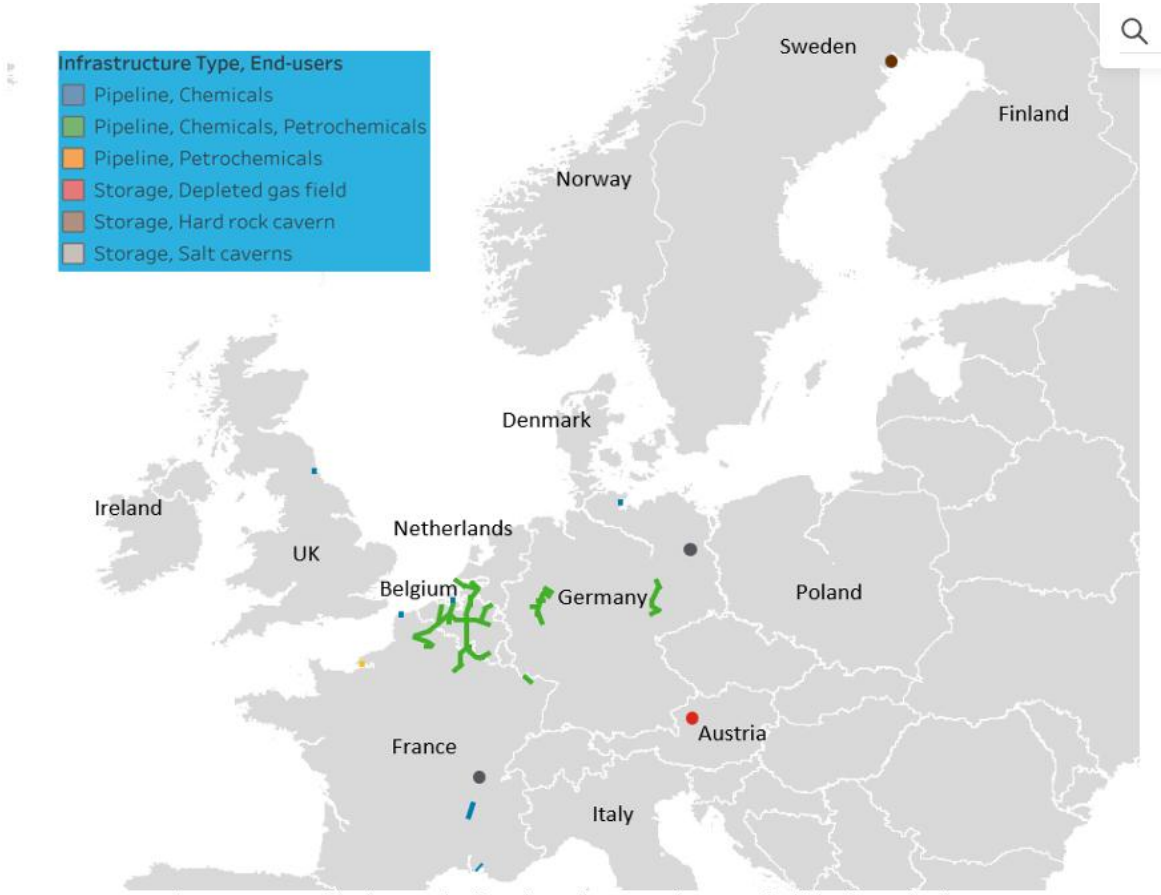 Infrastructure Type, End-users
Pipeline, Chemicals
Pipeline, Chemicals, Petrochemicals
Pipeline, Petrochemicals
Storage, Depleted gas field
Storage, Hard rock cavern
Storage, Salt caverns
Sweden
Finland
Norway
Denmark
Ireland
Netherlands
UK
Belgium
Germany
Poland
Austria
France
Italy